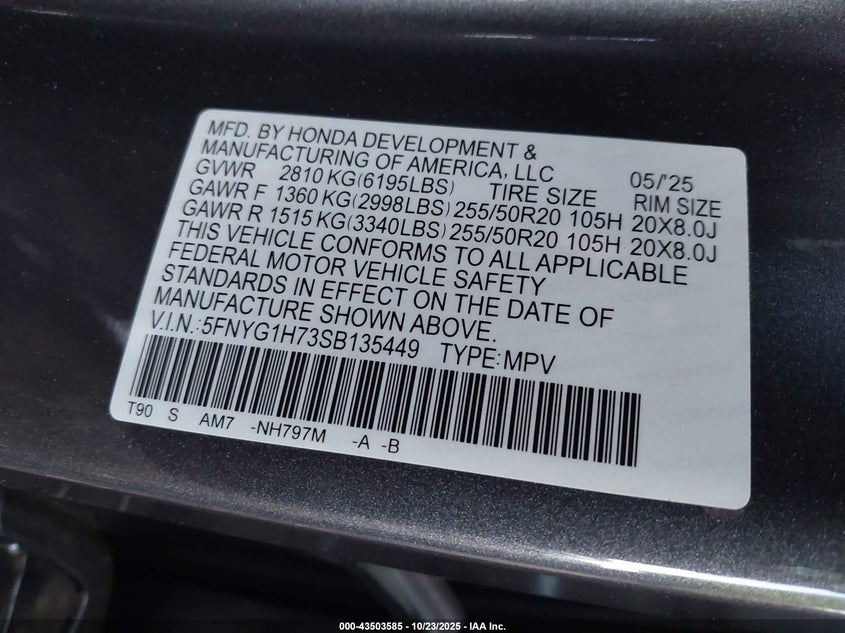 MFD. BY HONDA DEVELOPMENT &
MANUFACTURING OF AMERICA, LLC
GVWR 2810 KG(6195LBS) TIRE SIZE 05/'25 RIM SIZE
GAWR F 1360 KG(2998LBS) 255/50R20 105H 20X8.0J
GAWR R 1515 KG(3340LBS) 255/50R20 105H 20X8.0J
THIS VEHICLE CONFORMS TO ALL APPLICABLE
FEDERAL MOTOR VEHICLE SAFETY
STANDARDS IN EFFECT ON THE DATE OF
MANUFACTURE SHOWN ABOVE.
V.I.N.:5FNYG1H73SB135449 TYPE:MPV
T90 S AM7 -NH797M -A -B
000-43503585 - 10/23/2025 - IAA Inc.